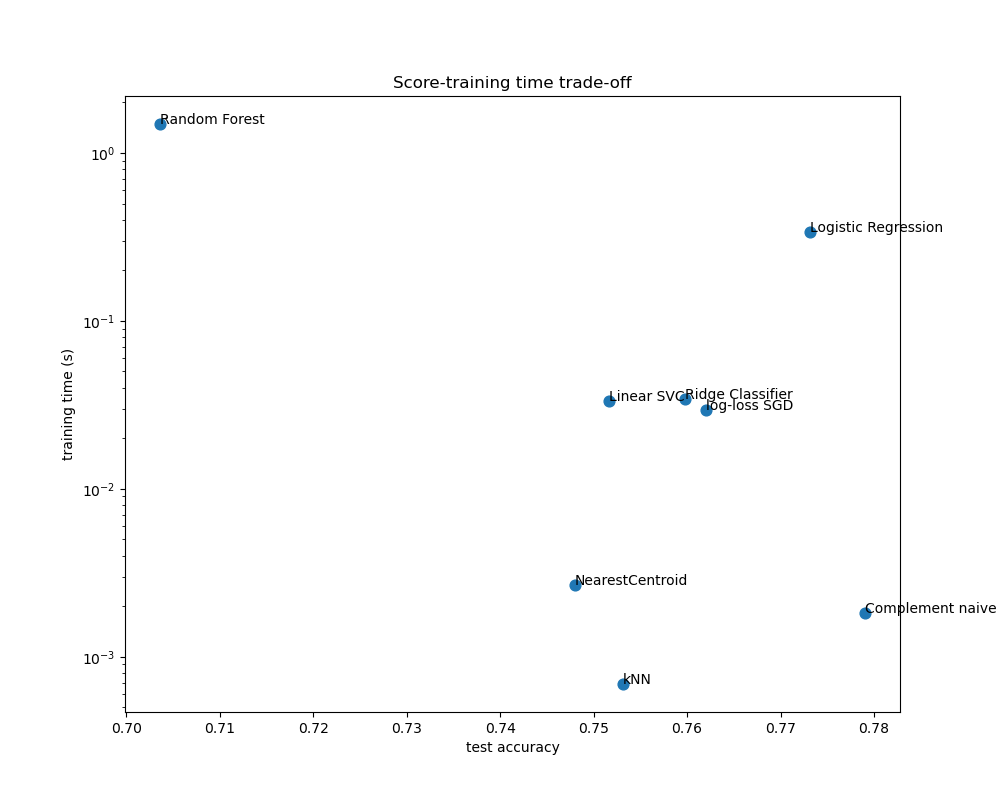 Score-training time trade-off
Random Forest
10⁰
Logistic Regression
10⁻¹
training time (s)
Linear SVC
Ridge Classifier
log-loss SGD
10⁻²
NearestCentroid
Complement naive
10⁻³
kNN
0.70 0.71 0.72 0.73 0.74 0.75 0.76 0.77 0.78
test accuracy